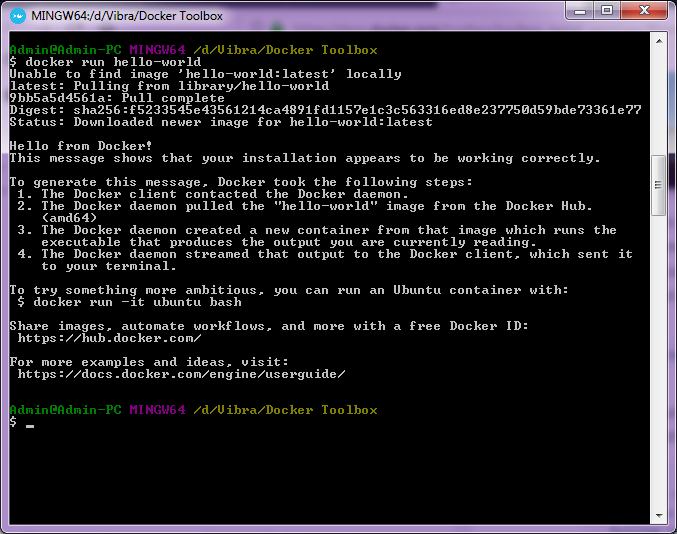 MINGW64:/d/Vibra/Docker Toolbox
Admin@Admin-PC MINGW64 /d/Vibra/Docker Toolbox
$ docker run hello-world
Unable to find image 'hello-world:latest' locally
latest: Pulling from library/hello-world
9bb5a5d4561a: Pull complete
Digest: sha256:f5233545e43561214ca4891fd1157e1c3c563316ed8e237750d59bde73361e77
Status: Downloaded newer image for hello-world:latest
Hello from Docker!
This message shows that your installation appears to be working correctly.
To generate this message, Docker took the following steps:
1. The Docker client contacted the Docker daemon.
2. The Docker daemon pulled the "hello-world" image from the Docker Hub.
(amd64)
3. The Docker daemon created a new container from that image which runs the
executable that produces the output you are currently reading.
4. The Docker daemon streamed that output to the Docker client, which sent it
to your terminal.
To try something more ambitious, you can run an Ubuntu container with:
$ docker run -it ubuntu bash
Share images, automate workflows, and more with a free Docker ID:
https://hub.docker.com/
For more examples and ideas, visit:
https://docs.docker.com/engine/userguide/
Admin@Admin-PC MINGW64 /d/Vibra/Docker Toolbox
$ _